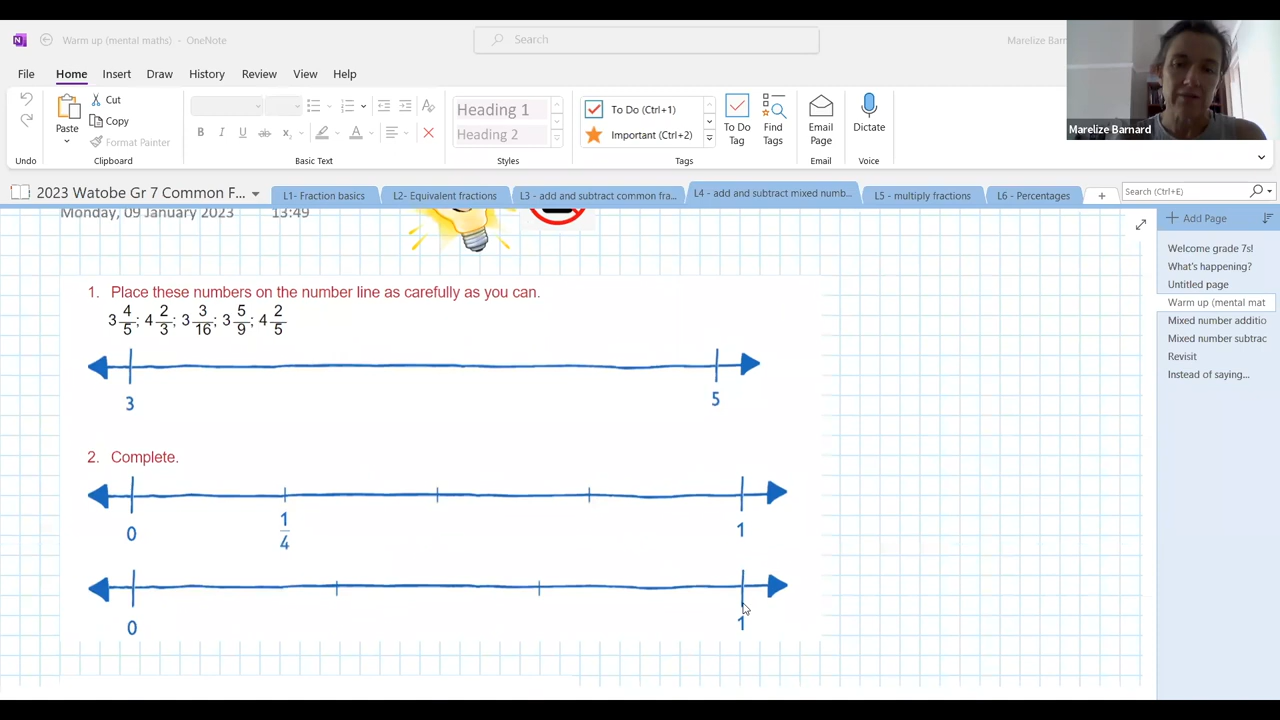 Warm up (mental maths) - OneNote
Search
Marelize Bar
File Home Insert Draw History Review View Help
Cut
Copy
Format Painter
Paste
Heading 1
Heading 2
To Do (Ctrl+1)
Important (Ctrl+2)
To Do Tag
Find Tags
Email Page
Dictate
Marelize Barnard
Undo Clipboard Basic Text Styles Tags Email Voice
2023 Watobe Gr 7 Common F...
L1- Fraction basics
L2- Equivalent fractions
L3 - add and subtract common fra...
L4 - add and subtract mixed numb...
L5 - multiply fractions
L6 - Percentages
Search (Ctrl+E)
Monday, 09 January 2023 13:49
Add Page
Welcome grade 7s!
What's happening?
Untitled page
Warm up (mental mat
Mixed number additio
Mixed number subtrac
Revisit
Instead of saying...
1. Place these numbers on the number line as carefully as you can.
3 4/5; 4 2/3; 3 3/16; 3 5/9; 4 2/5
3 5
2. Complete.
0 1/4 1
0 1